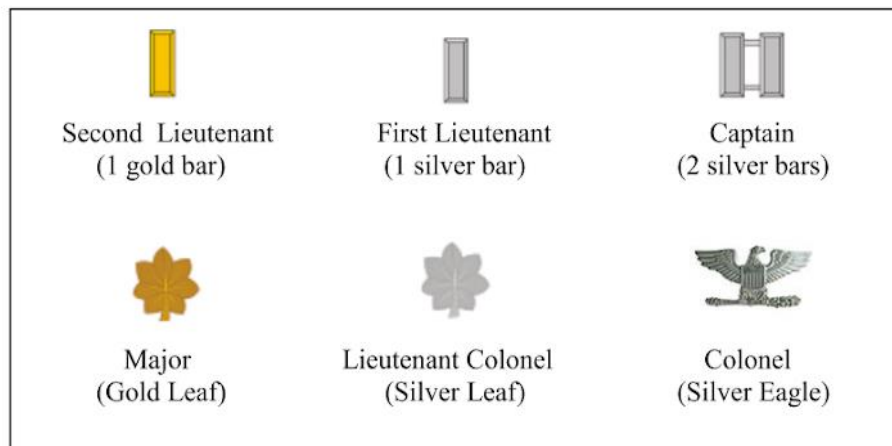 Second Lieutenant
(1 gold bar)
First Lieutenant
(1 silver bar)
Captain
(2 silver bars)
Major
(Gold Leaf)
Lieutenant Colonel
(Silver Leaf)
Colonel
(Silver Eagle)